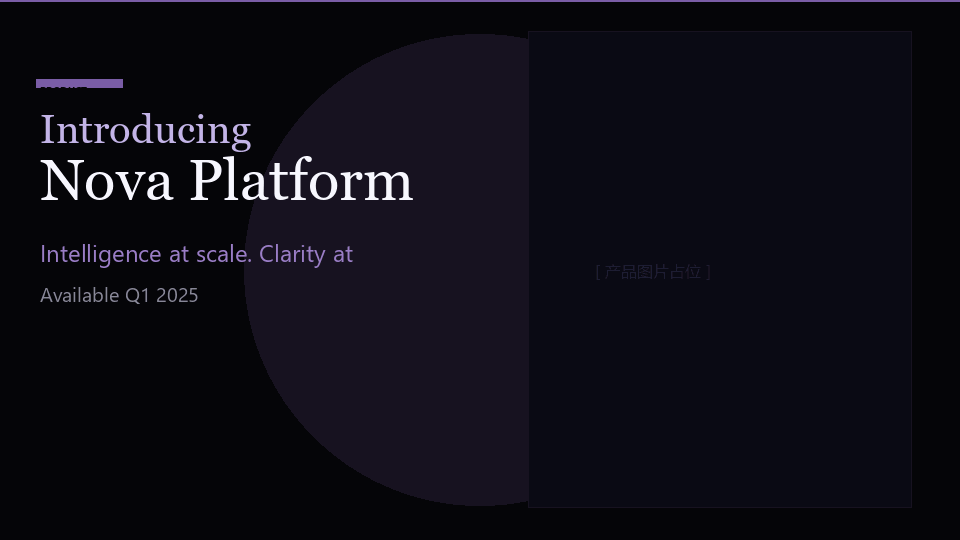 Introducing
Nova Platform
Intelligence at scale. Clarity at
Available Q1 2025
[ 产品图片占位 ]